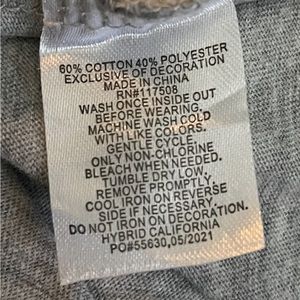 60% COTTON 40% POLYESTER
EXCLUSIVE OF DECORATION
MADE IN CHINA
RN#117508
WASH ONCE INSIDE OUT
BEFORE WEARING.
MACHINE WASH COLD
WITH LIKE COLORS.
GENTLE CYCLE.
ONLY NON-CHLORINE
BLEACH WHEN NEEDED.
TUMBLE DRY LOW.
REMOVE PROMPTLY
COOL IRON ON REVERSE
SIDE IF NECESSARY.
DO NOT IRON ON DECORATION.
HYBRID CALIFORNIA
PO#55630,05/2021